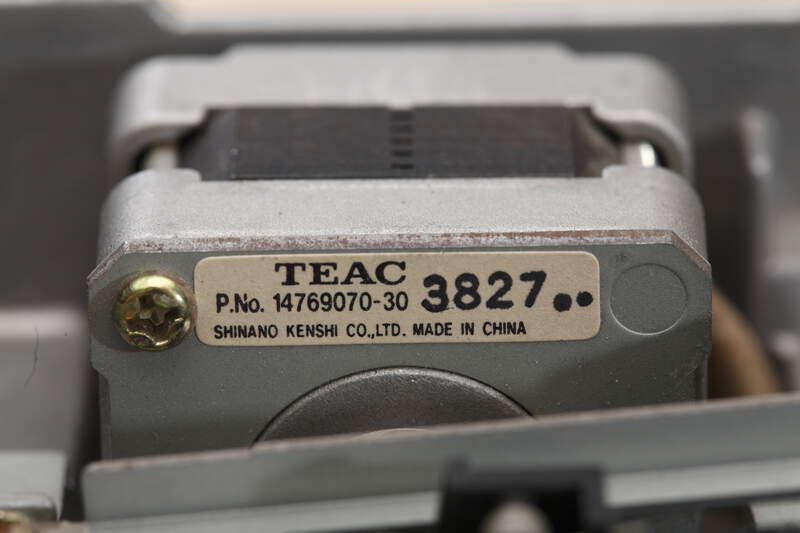 TEAC
P.No. 14769070-30 3827..
SHINANO KENSHI CO.,LTD. MADE IN CHINA